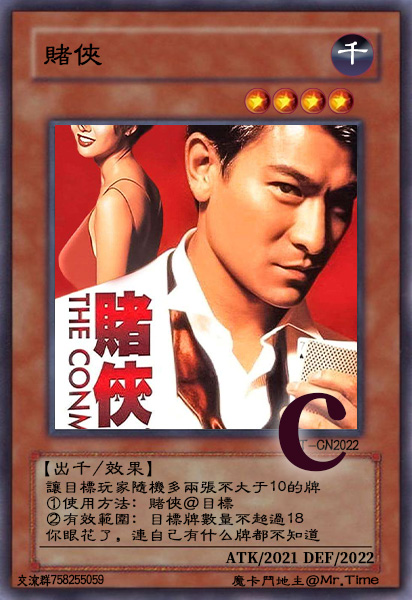 賭俠
千
賭俠
THE CONM
C
T-CN2022
【出千/效果】
讓目標玩家隨機多兩張不大于10的牌
①使用方法: 賭俠@目標
②有效範圍: 目標牌數量不超過18
你眼花了，連自已有什么牌都不知道
ATK/2021 DEF/2022
交流群758255059
魔卡鬥地主@Mr.Time